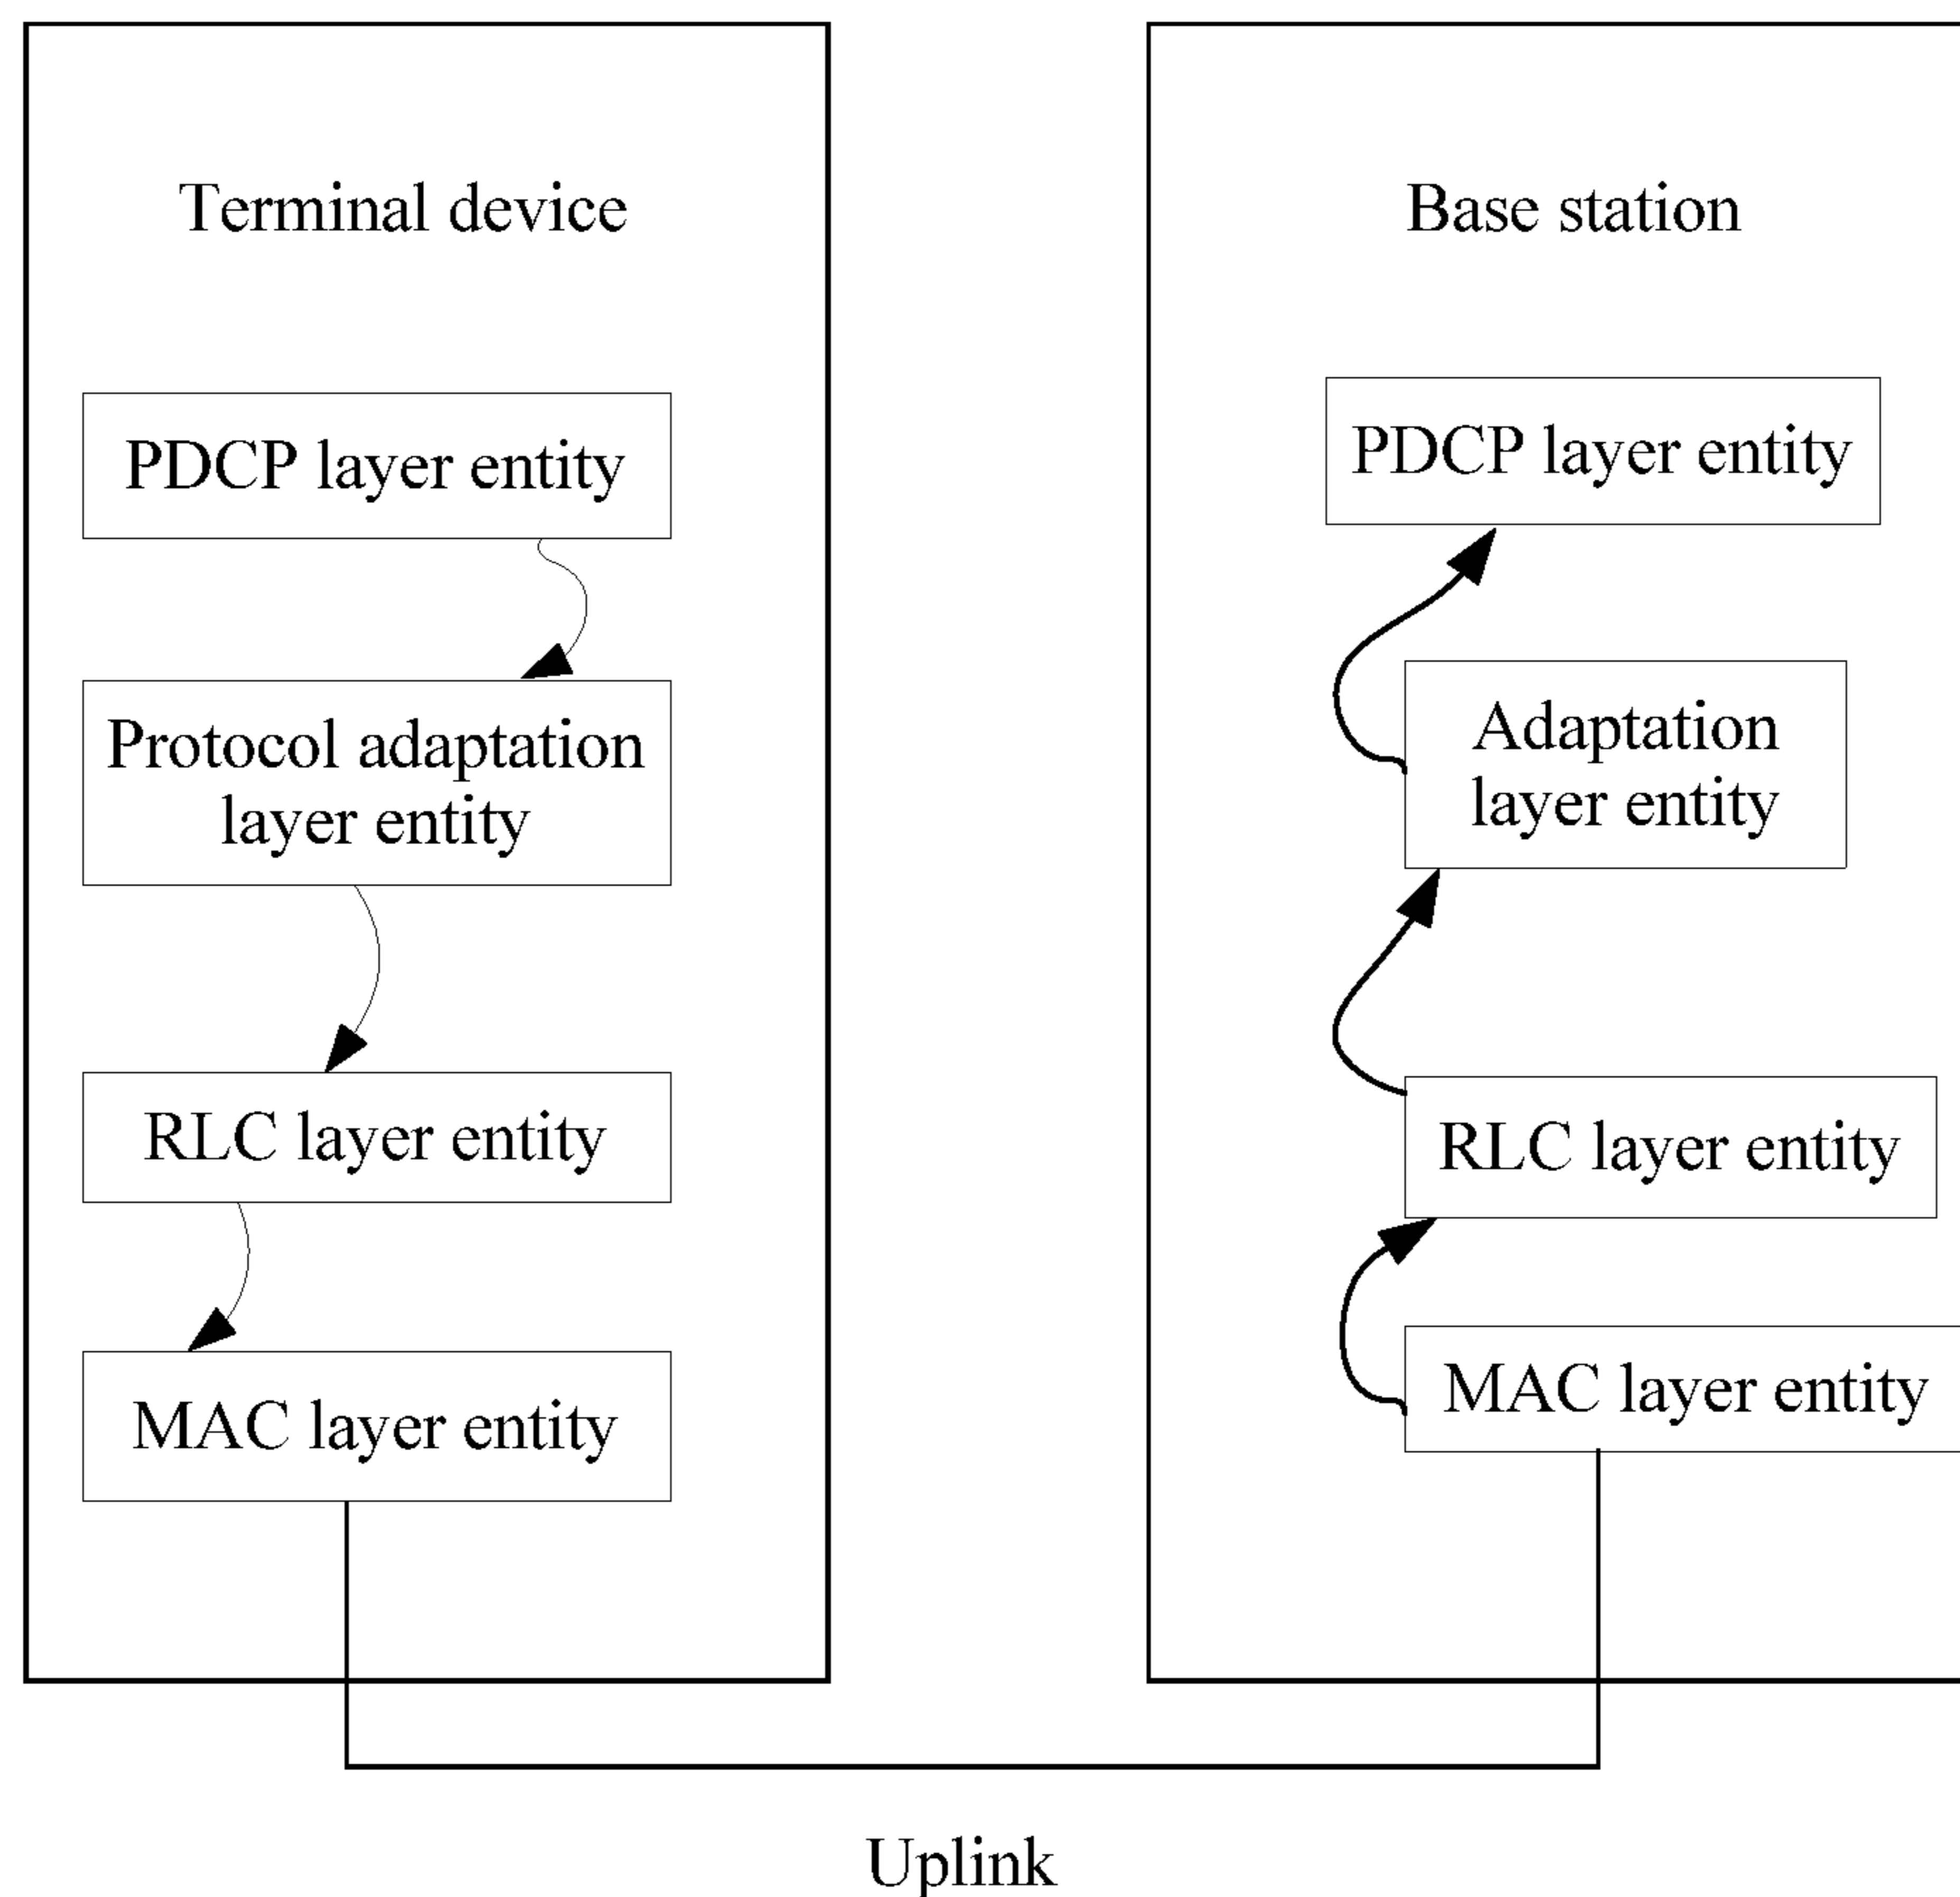 Terminal device
PDCP layer entity
Protocol adaptation
layer entity
RLC layer entity
MAC layer entity
Base station
PDCP layer entity
Adaptation
layer entity
RLC layer entity
MAC layer entity
Uplink